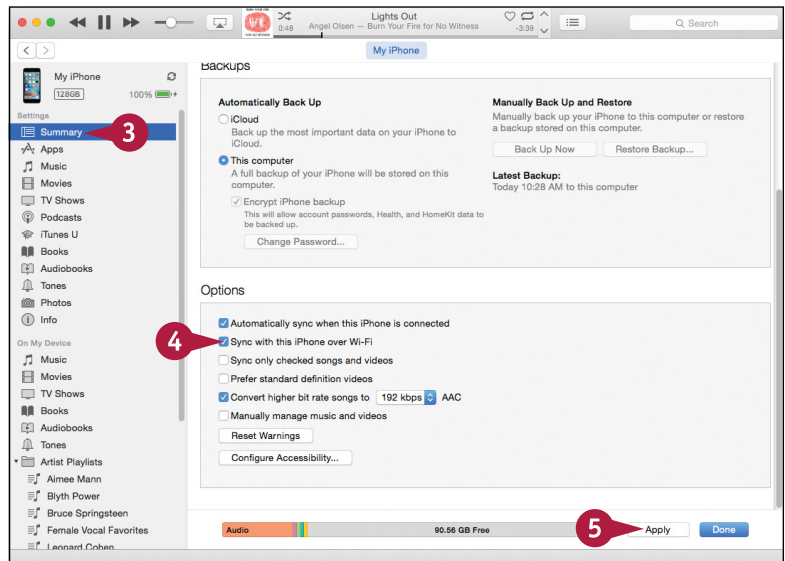 Lights Out
0:48
Angel Olsen — Burn Your Fire for No Witness
-3:39
Search
My iPhone
My iPhone
128GB
100%
Settings
Summary
Apps
Music
Movies
TV Shows
Podcasts
iTunes U
Books
Audiobooks
Tones
Photos
Info
On My Device
Music
Movies
TV Shows
Books
Audiobooks
Tones
Artist Playlists
Aimee Mann
Blyth Power
Bruce Springsteen
Female Vocal Favorites
Leonard Cohen
3
Backups
Automatically Back Up
iCloud
Back up the most important data on your iPhone to
iCloud.
This computer
A full backup of your iPhone will be stored on this
computer.
Encrypt iPhone backup
This will allow account passwords, Health, and HomeKit data to
be backed up.
Change Password...
Manually Back Up and Restore
Manually back up your iPhone to this computer or restore
a backup stored on this computer.
Back Up Now
Restore Backup...
Latest Backup:
Today 10:28 AM to this computer
Options
Automatically sync when this iPhone is connected
4
Sync with this iPhone over Wi-Fi
Sync only checked songs and videos
Prefer standard definition videos
Convert higher bit rate songs to 192 kbps AAC
Manually manage music and videos
Reset Warnings
Configure Accessibility...
Audio
90.56 GB Free
5
Apply
Done